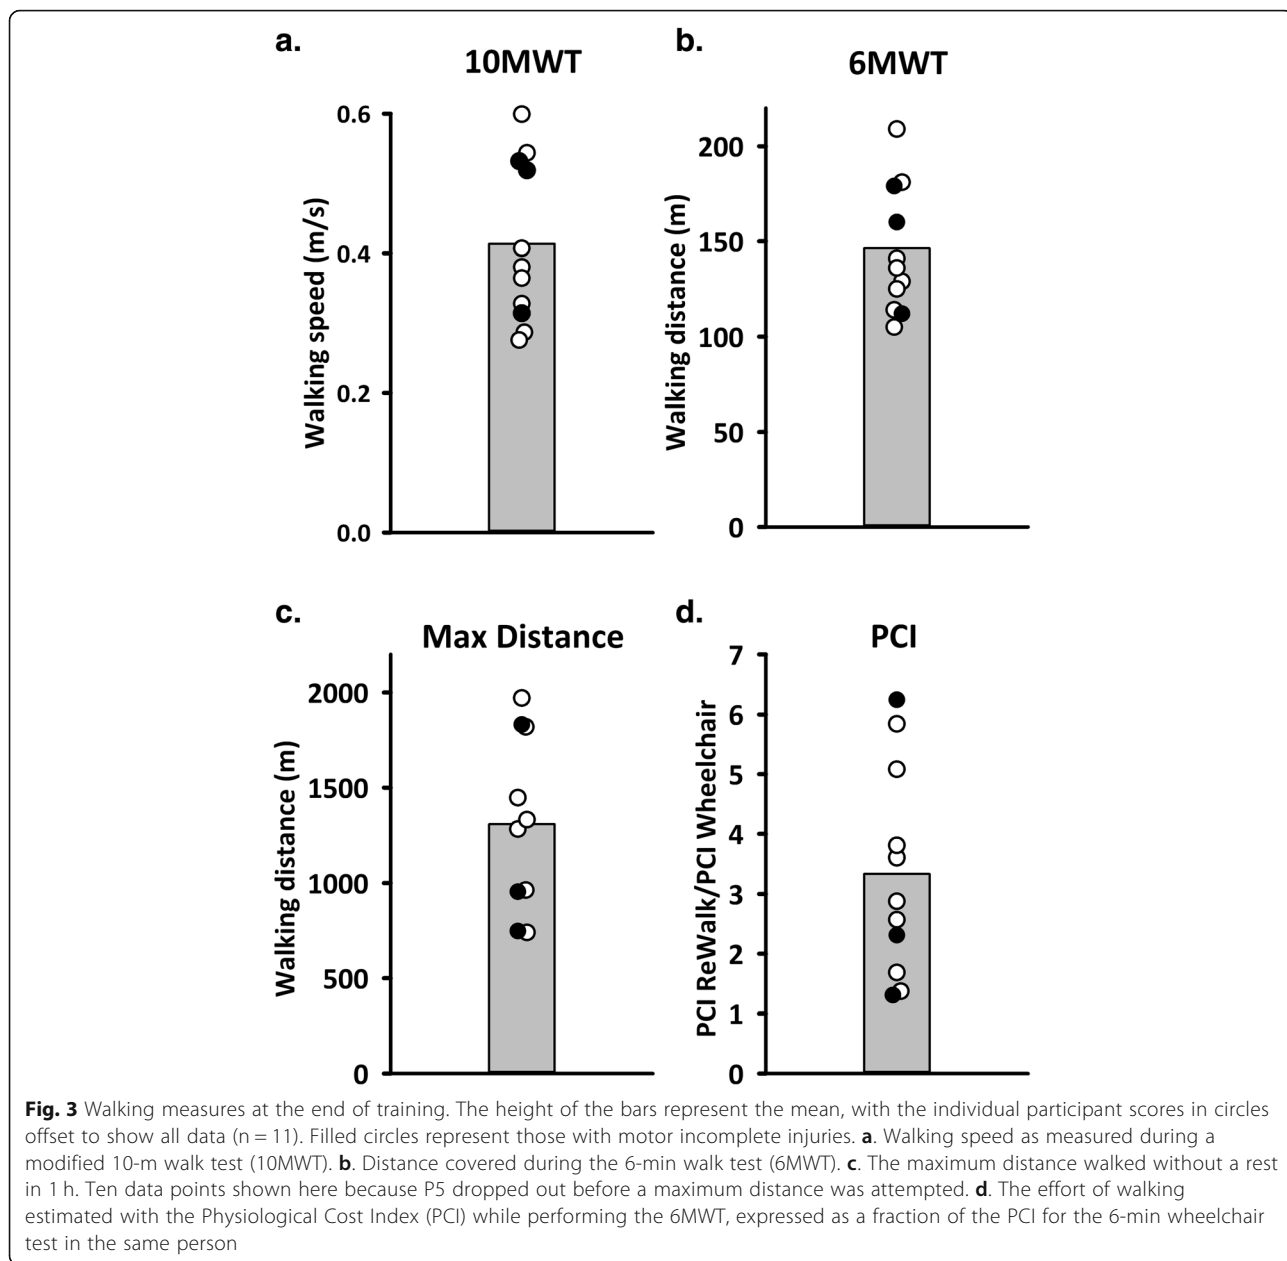 a.
10MWT
0.6
0.4
0.2
0.0
Walking speed (m/s)
b.
6MWT
200
150
100
50
0
Walking distance (m)
c.
Max Distance
2000
1500
1000
500
0
Walking distance (m)
d.
PCI
7
6
5
4
3
2
1
0
PCI ReWalk/PCI Wheelchair
Fig. 3 Walking measures at the end of training. The height of the bars represent the mean, with the individual participant scores in circles
offset to show all data (n = 11). Filled circles represent those with motor incomplete injuries. a. Walking speed as measured during a
modified 10-m walk test (10MWT). b. Distance covered during the 6-min walk test (6MWT). c. The maximum distance walked without a rest
in 1 h. Ten data points shown here because P5 dropped out before a maximum distance was attempted. d. The effort of walking
estimated with the Physiological Cost Index (PCI) while performing the 6MWT, expressed as a fraction of the PCI for the 6-min wheelchair
test in the same person